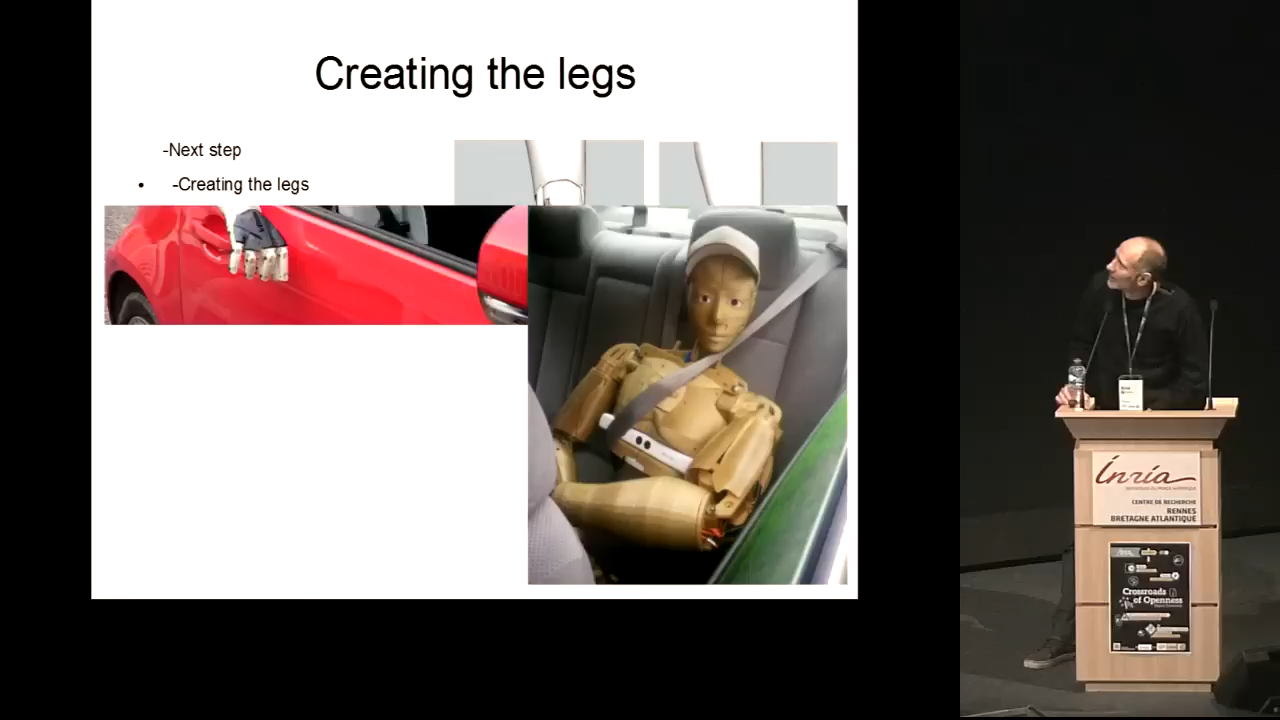 Creating the legs
-Next step
• -Creating the legs
Inria
CENTRE DE RECHERCHE
RENNES
BRETAGNE ATLANTIQUE
Crossroads
of Openness